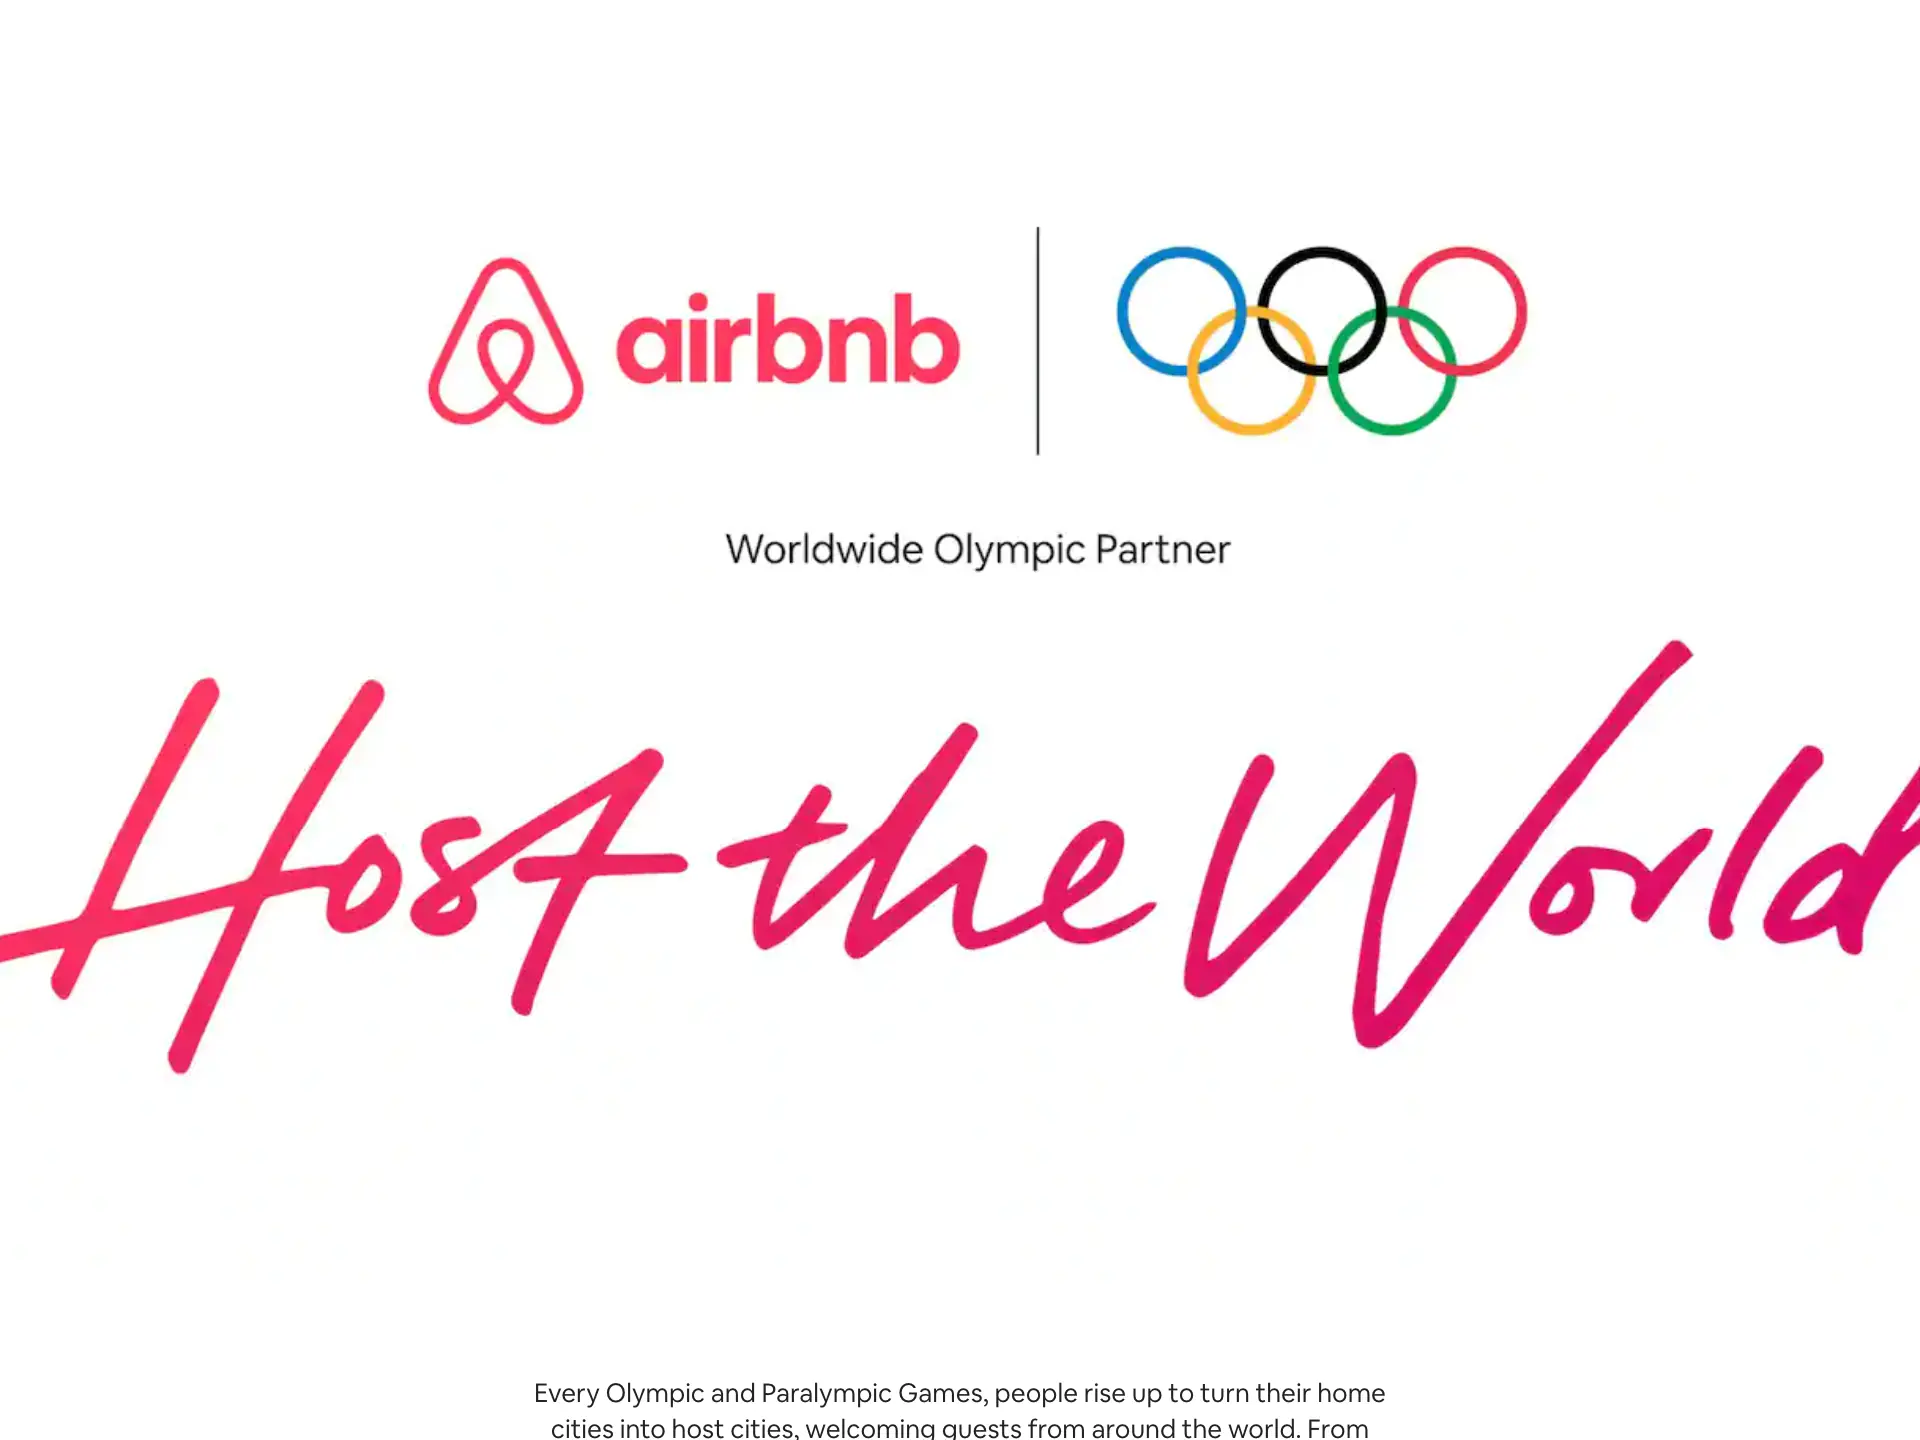 airbnb
Worldwide Olympic Partner
Host the World
Every Olympic and Paralympic Games, people rise up to turn their home
cities into host cities, welcoming guests from around the world. From